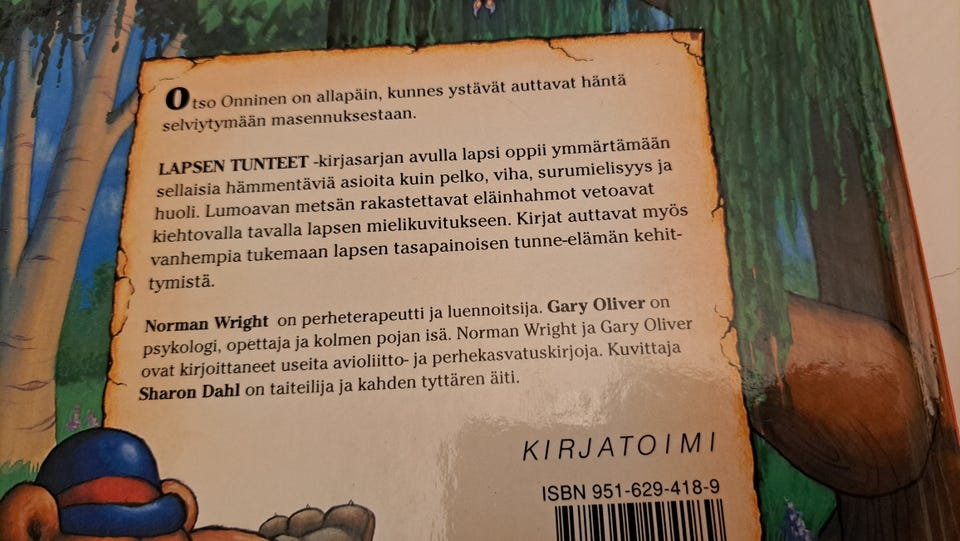 Otso Onninen on allapäin, kunnes ystävät auttavat häntä
selviytymään masennuksestaan.
LAPSEN TUNTEET -kirjasarjan avulla lapsi oppii ymmärtämään
sellaisia hämmentäviä asioita kuin pelko, viha, surumielisyys ja
huoli. Lumoavan metsän rakastettavat eläinhahmot vetoavat
kiehtovalla tavalla lapsen mielikuvitukseen. Kirjat auttavat myös
vanhempia tukemaan lapsen tasapainoisen tunne-elämän kehit-
tymistä.
Norman Wright on perheterapeutti ja luennoitsija. Gary Oliver on
psykologi, opettaja ja kolmen pojan isä. Norman Wright ja Gary Oliver
ovat kirjoittaneet useita avioliitto- ja perhekasvatuskirjoja. Kuvittaja
Sharon Dahl on taiteilija ja kahden tyttären äiti.
KIRJATOIMI
ISBN 951-629-418-9